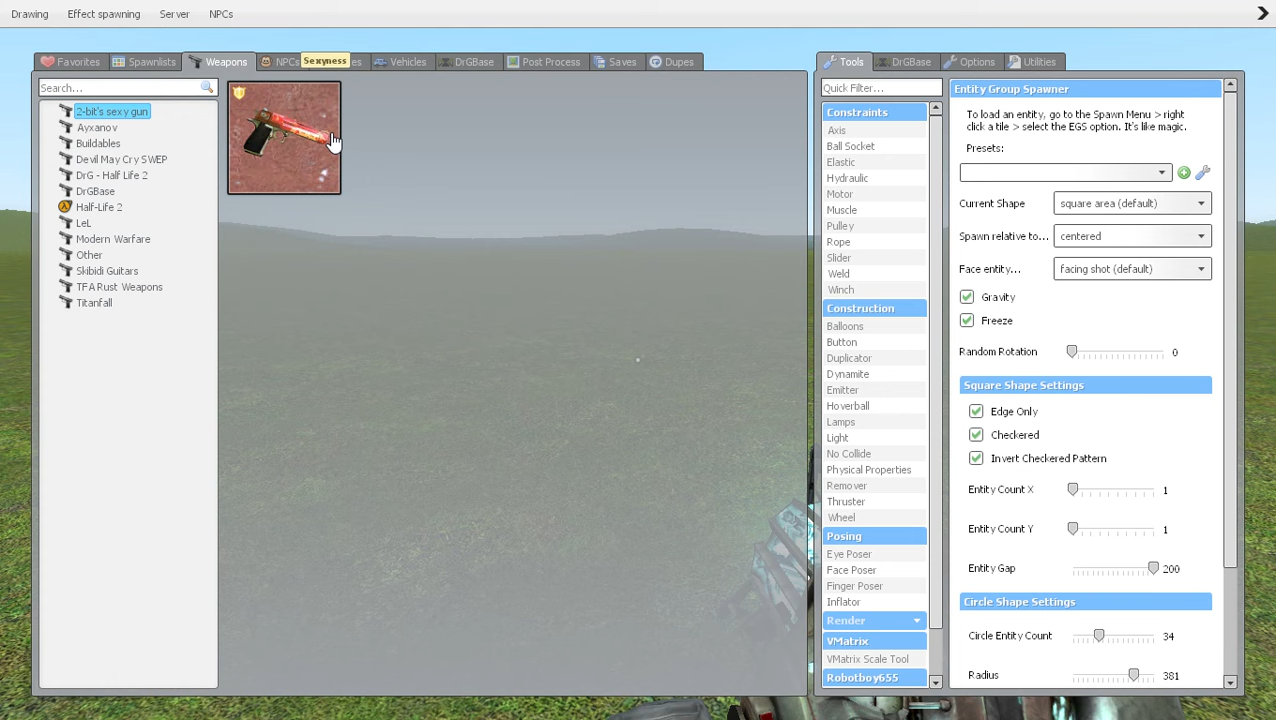 Drawing Effect spawning Server NPCs
Favorites Spawnlists Weapons NPCs Sexyness es Vehicles DrGBase Post Process Saves Dupes
Search...
2-bit's sexy gun
Ayxanov
Buildables
Devil May Cry SWEP
DrG - Half Life 2
DrGBase
Half-Life 2
LeL
Modern Warfare
Other
Skibidi Guitars
TFA Rust Weapons
Titanfall
Tools DrGBase Options Utilities
Quick Filter...
Constraints
Axis
Ball Socket
Elastic
Hydraulic
Motor
Muscle
Pulley
Rope
Slider
Weld
Winch
Construction
Balloons
Button
Duplicator
Dynamite
Emitter
Hoverball
Lamps
Light
No Collide
Physical Properties
Remover
Thruster
Wheel
Posing
Eye Poser
Face Poser
Finger Poser
Inflator
Render
VMatrix
VMatrix Scale Tool
Robotboy655
Entity Group Spawner
To load an entity, go to the Spawn Menu > right
click a tile > select the EGS option. It's like magic.
Presets:
Current Shape square area (default)
Spawn relative to... centered
Face entity... facing shot (default)
Gravity
Freeze
Random Rotation 0
Square Shape Settings
Edge Only
Checkered
Invert Checkered Pattern
Entity Count X 1
Entity Count Y 1
Entity Gap 200
Circle Shape Settings
Circle Entity Count 34
Radius 381